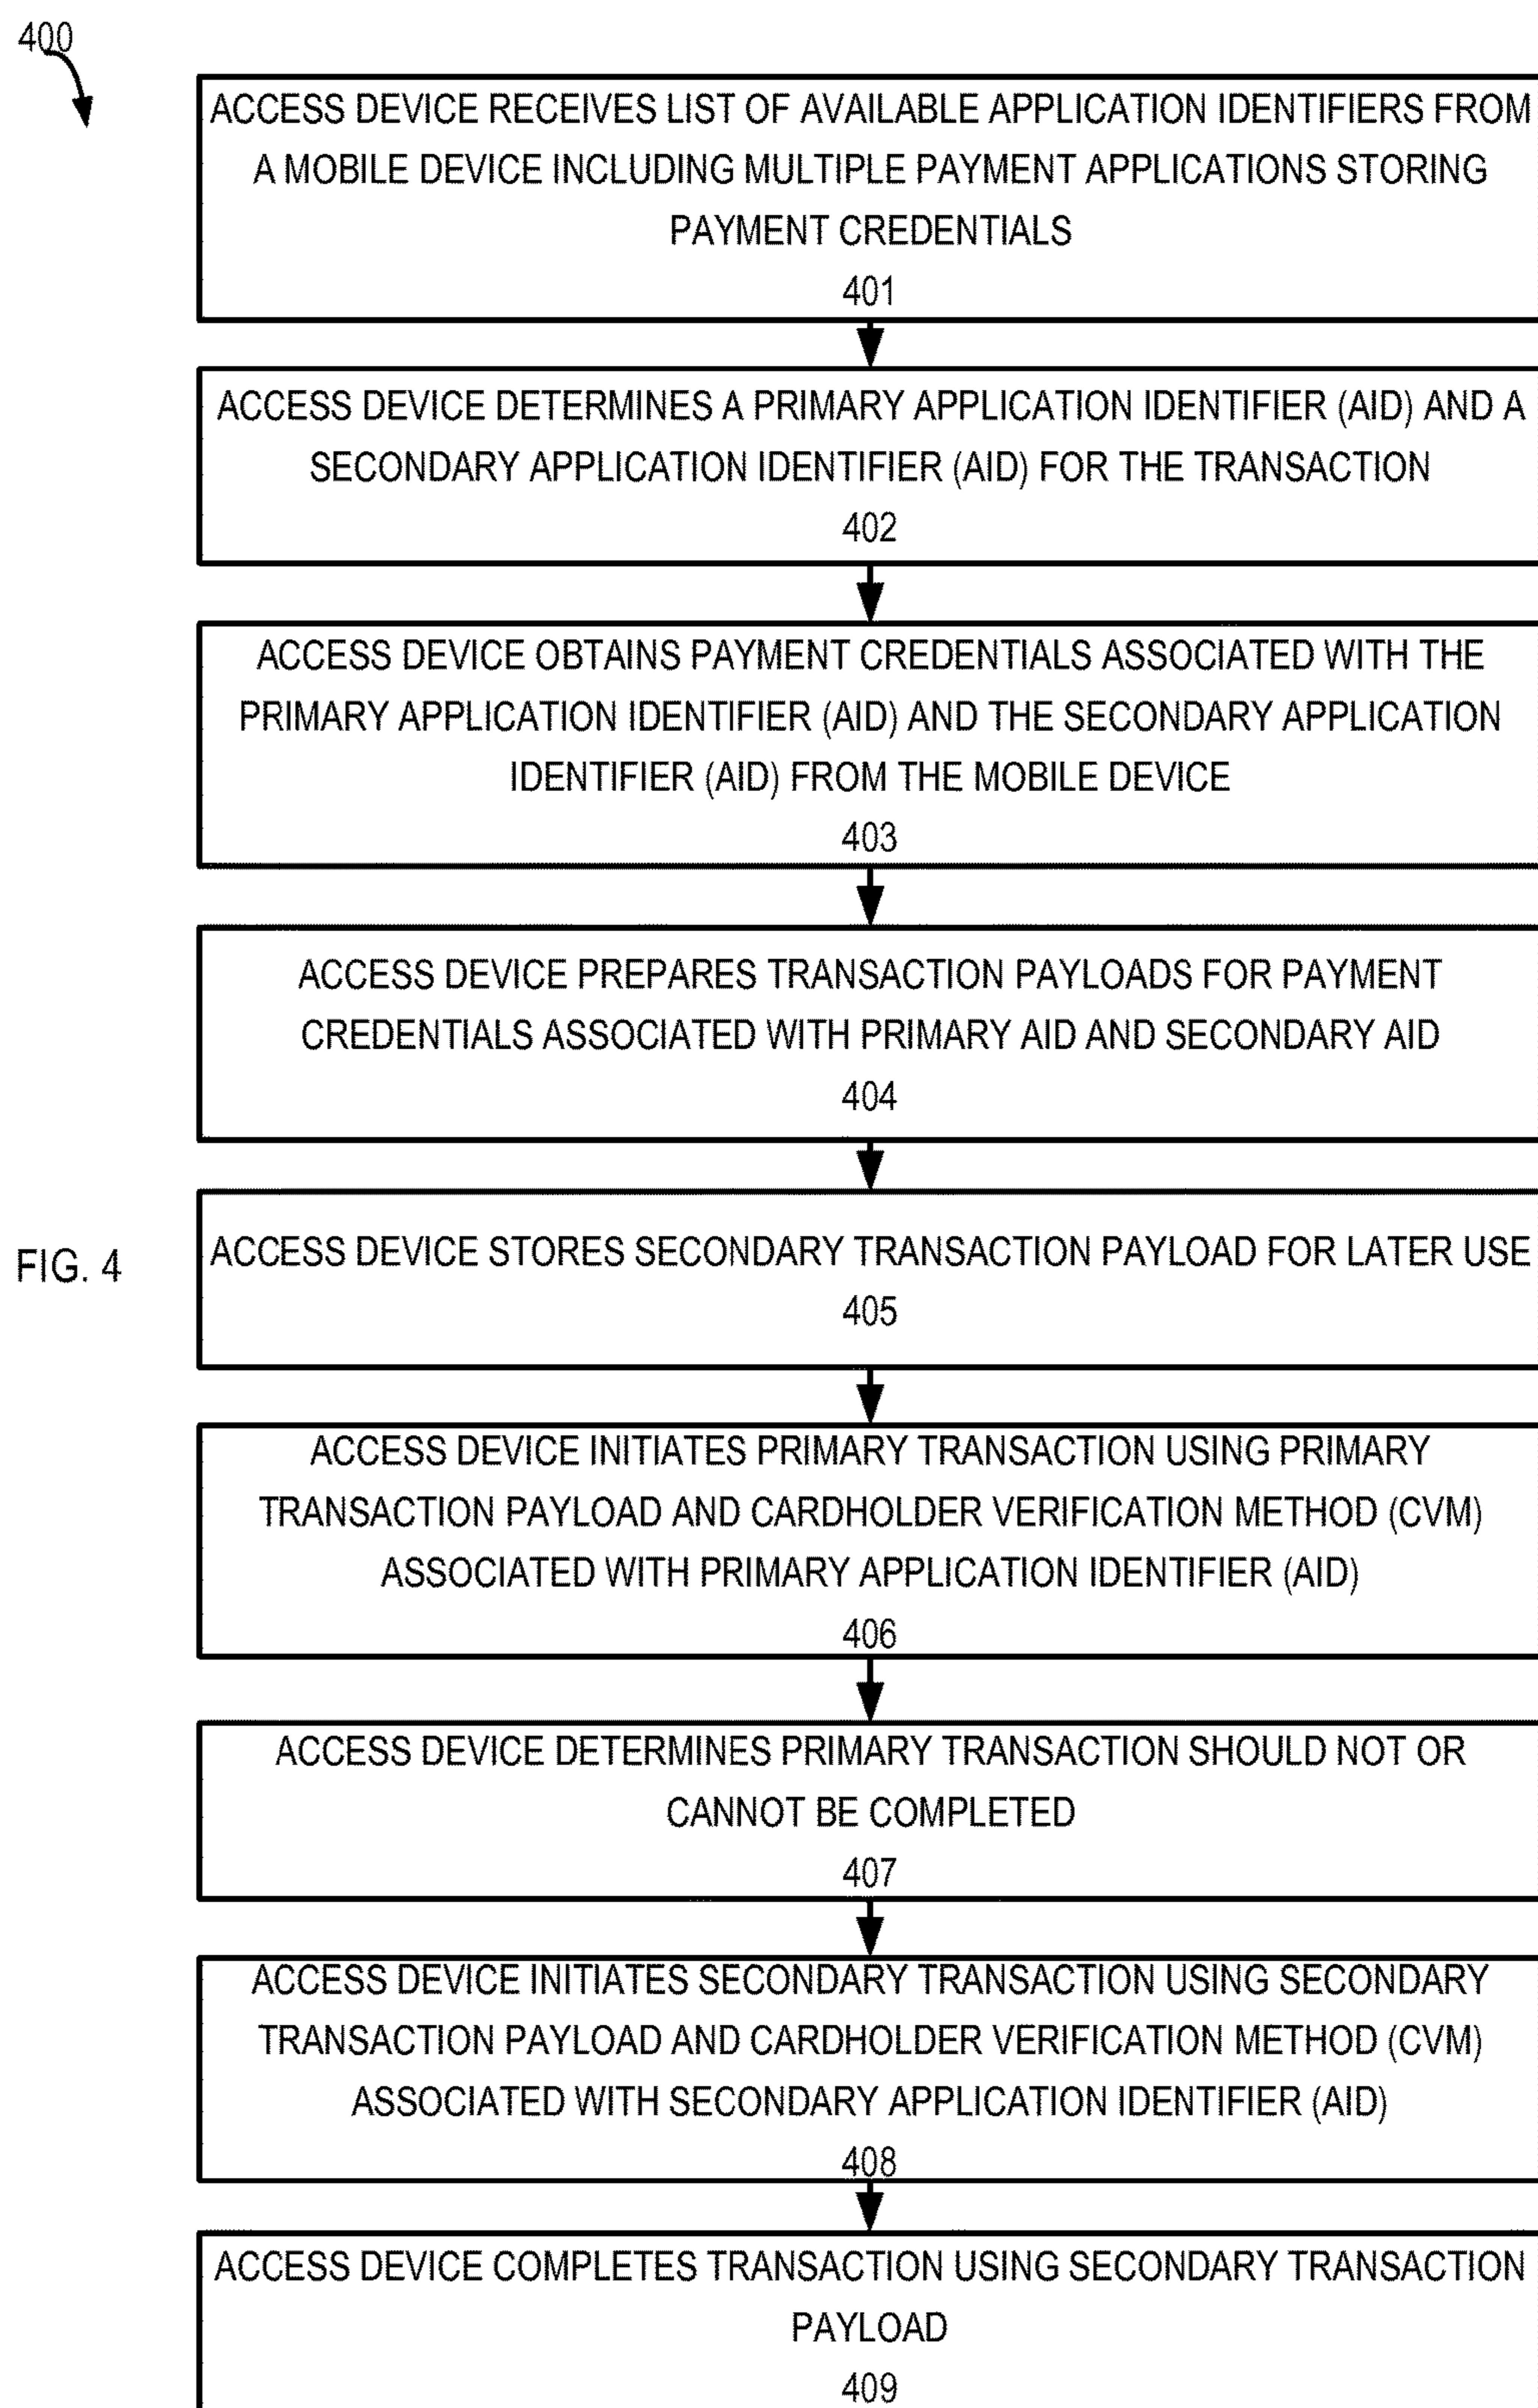 400
ACCESS DEVICE RECEIVES LIST OF AVAILABLE APPLICATION IDENTIFIERS FROM
A MOBILE DEVICE INCLUDING MULTIPLE PAYMENT APPLICATIONS STORING
PAYMENT CREDENTIALS
401
ACCESS DEVICE DETERMINES A PRIMARY APPLICATION IDENTIFIER (AID) AND A
SECONDARY APPLICATION IDENTIFIER (AID) FOR THE TRANSACTION
402
ACCESS DEVICE OBTAINS PAYMENT CREDENTIALS ASSOCIATED WITH THE
PRIMARY APPLICATION IDENTIFIER (AID) AND THE SECONDARY APPLICATION
IDENTIFIER (AID) FROM THE MOBILE DEVICE
403
ACCESS DEVICE PREPARES TRANSACTION PAYLOADS FOR PAYMENT
CREDENTIALS ASSOCIATED WITH PRIMARY AID AND SECONDARY AID
404
FIG. 4
ACCESS DEVICE STORES SECONDARY TRANSACTION PAYLOAD FOR LATER USE
405
ACCESS DEVICE INITIATES PRIMARY TRANSACTION USING PRIMARY
TRANSACTION PAYLOAD AND CARDHOLDER VERIFICATION METHOD (CVM)
ASSOCIATED WITH PRIMARY APPLICATION IDENTIFIER (AID)
406
ACCESS DEVICE DETERMINES PRIMARY TRANSACTION SHOULD NOT OR
CANNOT BE COMPLETED
407
ACCESS DEVICE INITIATES SECONDARY TRANSACTION USING SECONDARY
TRANSACTION PAYLOAD AND CARDHOLDER VERIFICATION METHOD (CVM)
ASSOCIATED WITH SECONDARY APPLICATION IDENTIFIER (AID)
408
ACCESS DEVICE COMPLETES TRANSACTION USING SECONDARY TRANSACTION
PAYLOAD
409